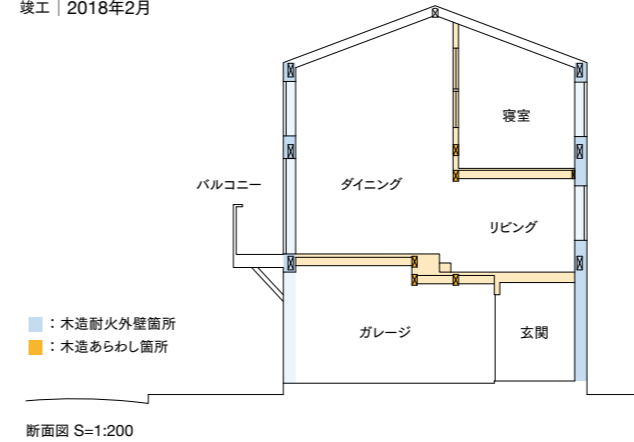 竣工｜2018年2月
寝室
バルコニー
ダイニング
リビング
：木造耐火外壁箇所
：木造あらわし箇所
ガレージ
玄関
断面図 S=1:200